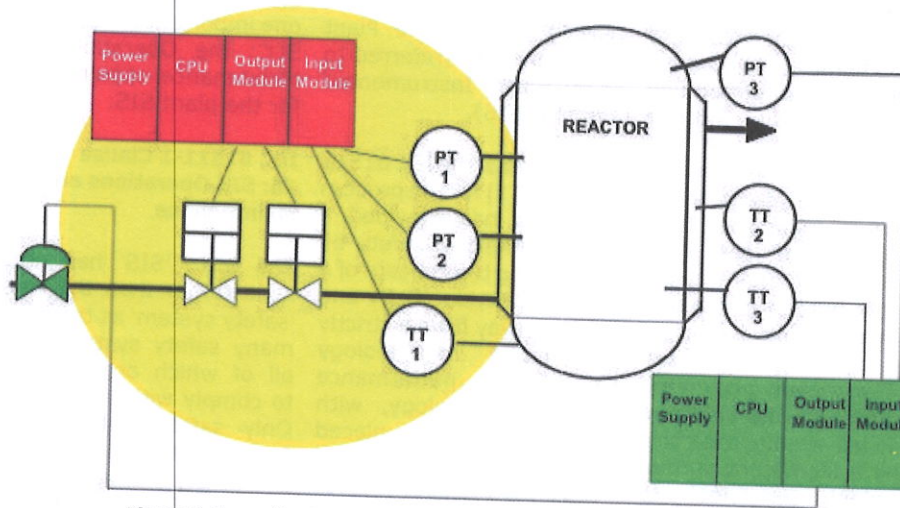 Power
Supply
CPU
Output
Module
Input
Module
REACTOR
PT
1
PT
2
TT
1
PT
3
TT
2
TT
3
Power
Supply
CPU
Output
Module
Input